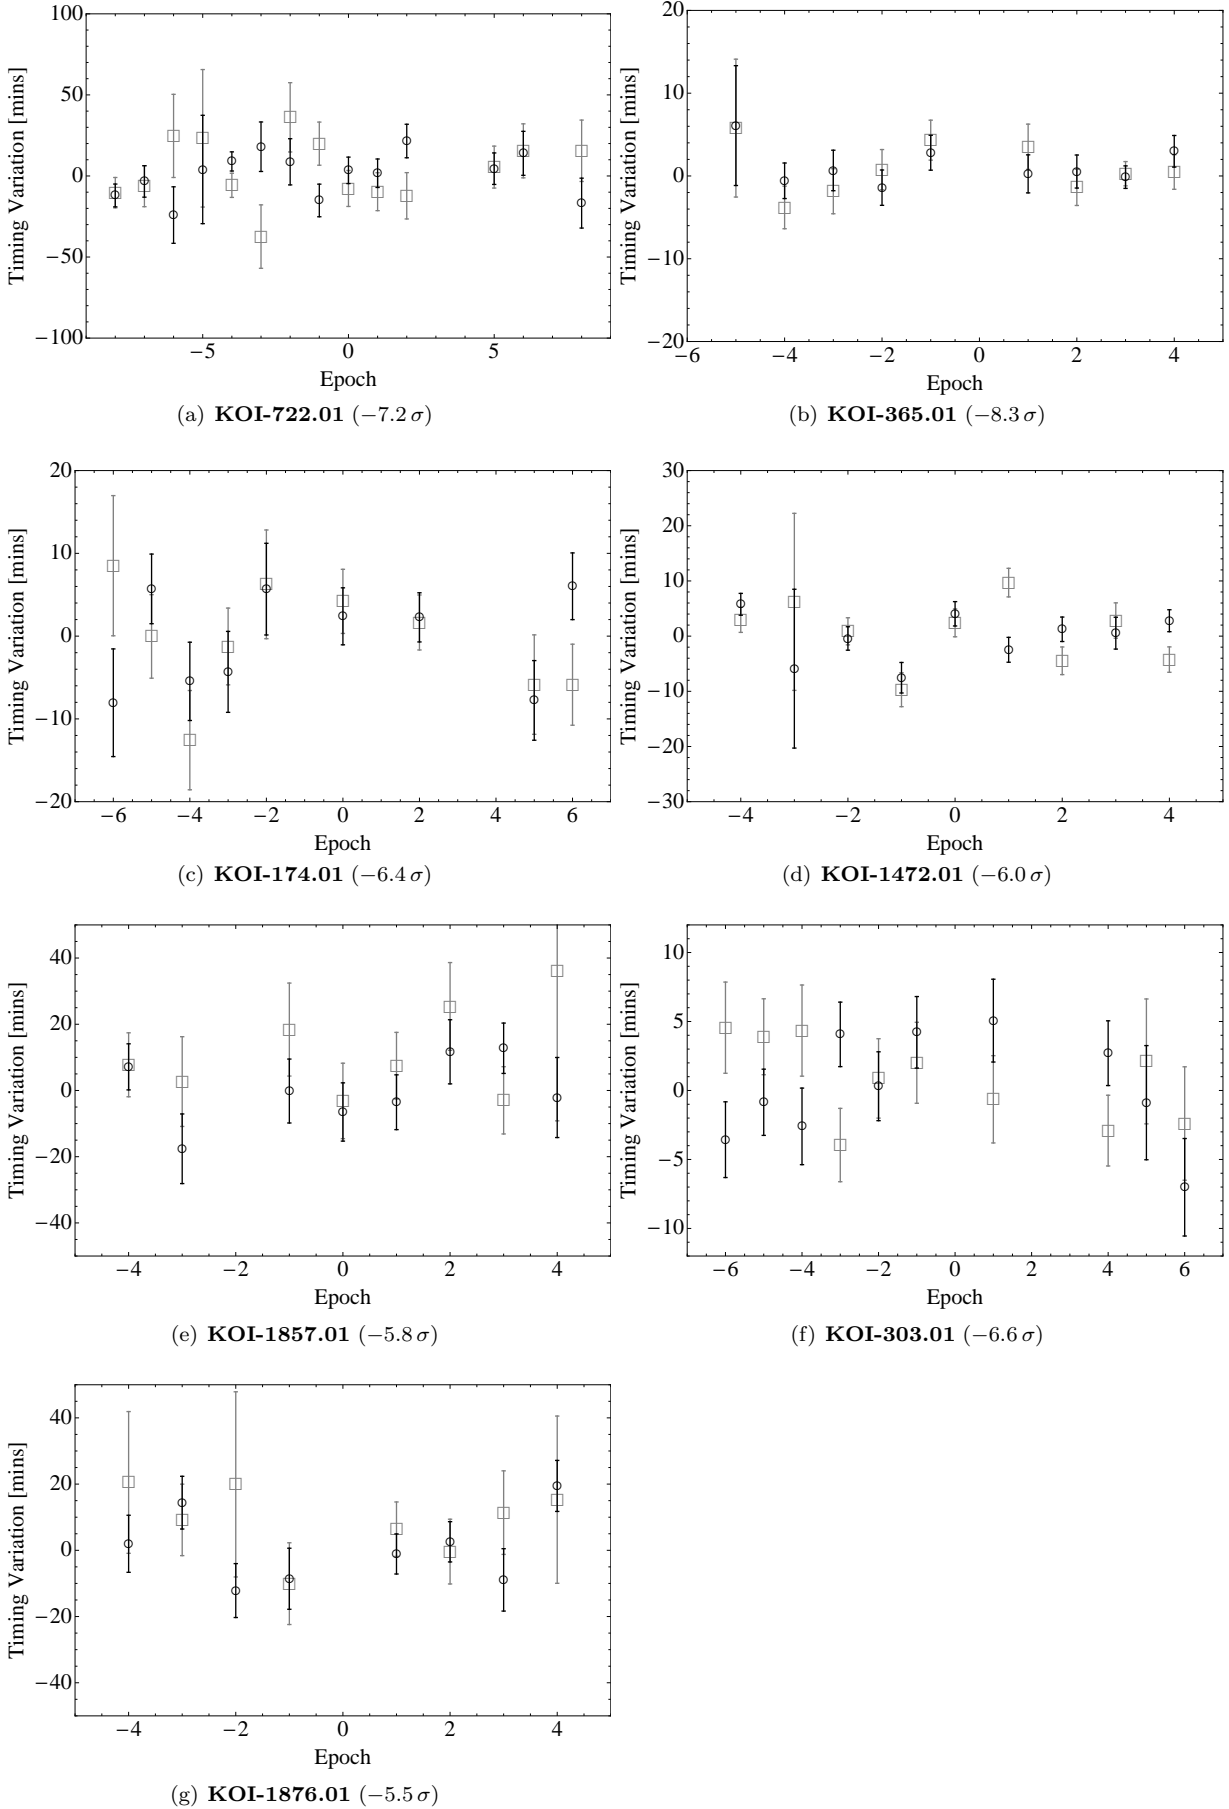 100
50
0
−50
−100
Timing Variation [mins]
−5 0 5
Epoch
(a) KOI-722.01 (−7.2 σ)
20
10
0
−10
−20
Timing Variation [mins]
−6 −4 −2 0 2 4
Epoch
(b) KOI-365.01 (−8.3 σ)
20
10
0
−10
−20
Timing Variation [mins]
−6 −4 −2 0 2 4 6
Epoch
(c) KOI-174.01 (−6.4 σ)
30
20
10
0
−10
−20
−30
Timing Variation [mins]
−4 −2 0 2 4
Epoch
(d) KOI-1472.01 (−6.0 σ)
40
20
0
−20
−40
Timing Variation [mins]
−4 −2 0 2 4
Epoch
(e) KOI-1857.01 (−5.8 σ)
10
5
0
−5
−10
Timing Variation [mins]
−6 −4 −2 0 2 4 6
Epoch
(f) KOI-303.01 (−6.6 σ)
40
20
0
−20
−40
Timing Variation [mins]
−4 −2 0 2 4
Epoch
(g) KOI-1876.01 (−5.5 σ)